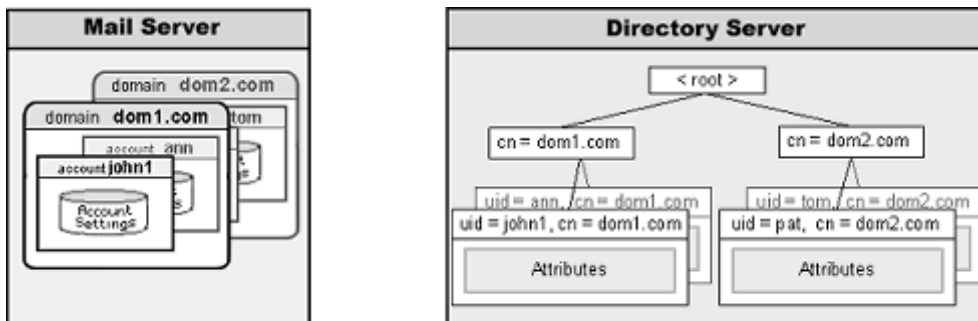 Mail Server
domain dom2.com
domain dom1.com
tom
account ann
account john1
Account
Settings
Directory Server
< root >
cn = dom1.com
cn = dom2.com
uid = ann, cn = dom1.com
uid = tom, cn = dom2.com
uid = john1, cn = dom1.com
uid = pat, cn = dom2.com
Attributes
Attributes